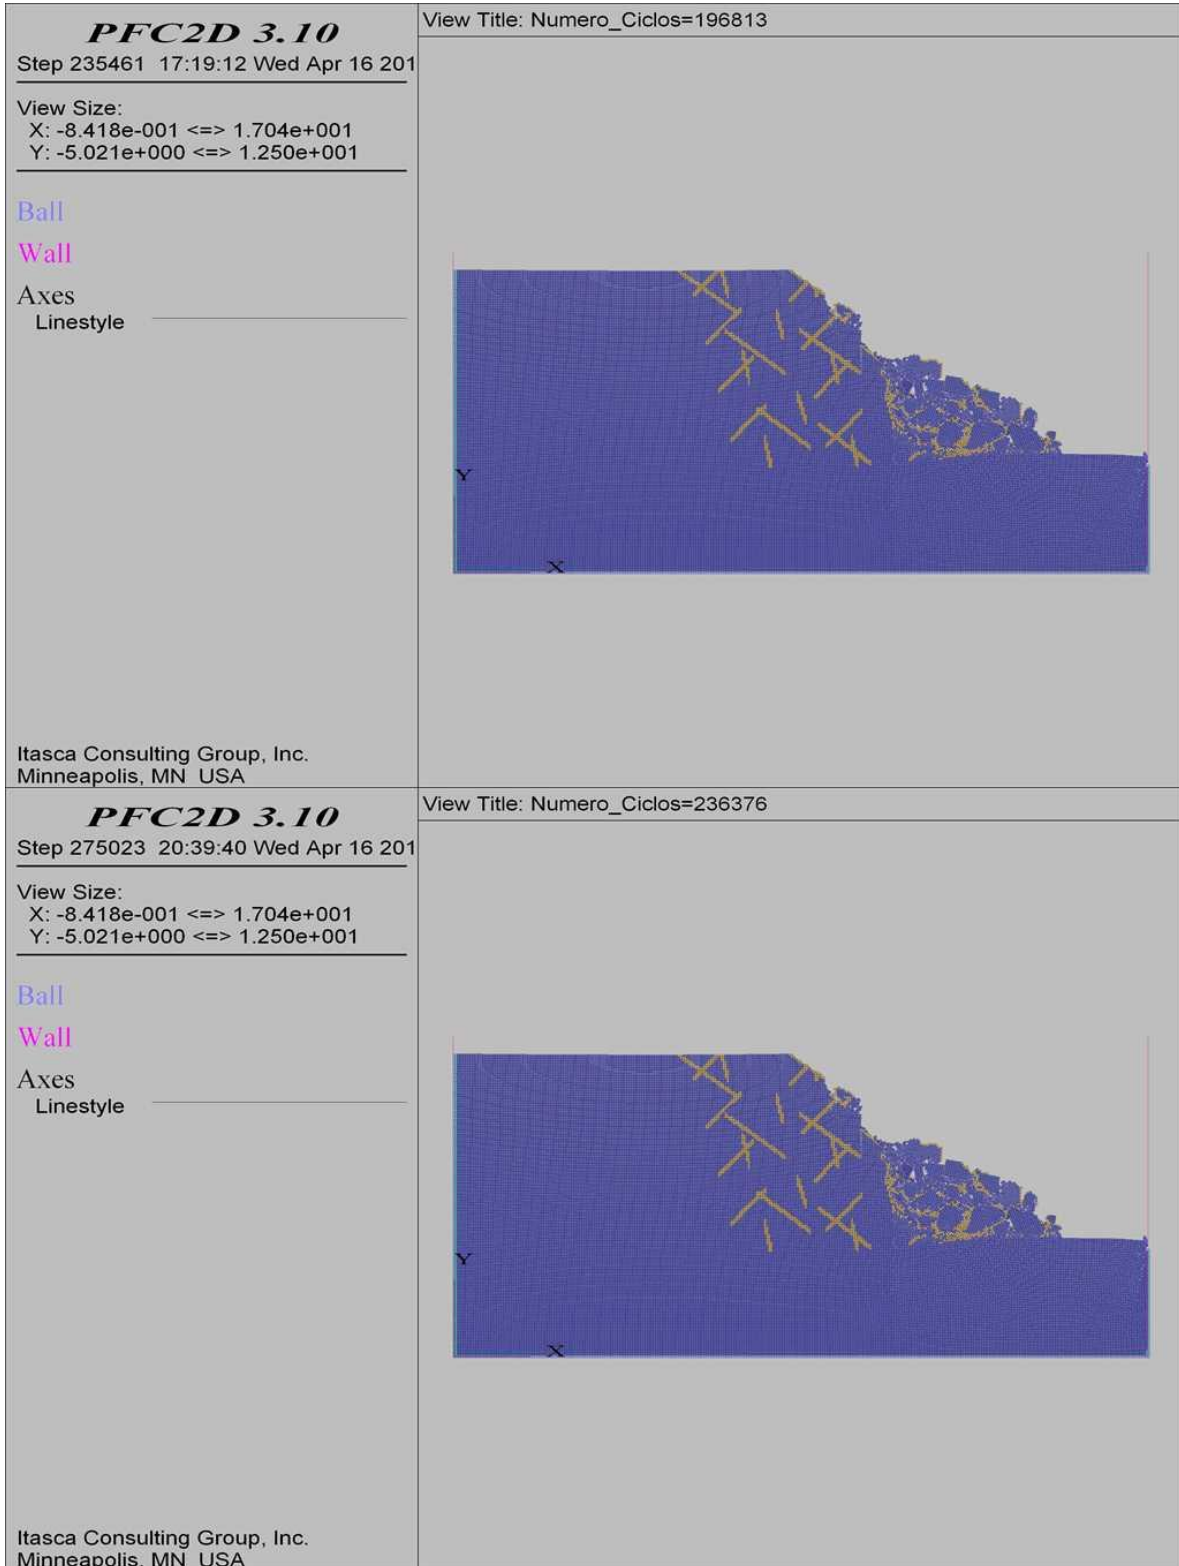 PFC2D 3.10
Step 235461 17:19:12 Wed Apr 16 201
View Size:
X: -8.418e-001 <=> 1.704e+001
Y: -5.021e+000 <=> 1.250e+001
Ball
Wall
Axes
Linestyle
Itasca Consulting Group, Inc.
Minneapolis, MN USA
View Title: Numero_Ciclos=196813
Y
X
PFC2D 3.10
Step 275023 20:39:40 Wed Apr 16 201
View Size:
X: -8.418e-001 <=> 1.704e+001
Y: -5.021e+000 <=> 1.250e+001
Ball
Wall
Axes
Linestyle
Itasca Consulting Group, Inc.
Minneapolis, MN USA
View Title: Numero_Ciclos=236376
Y
X